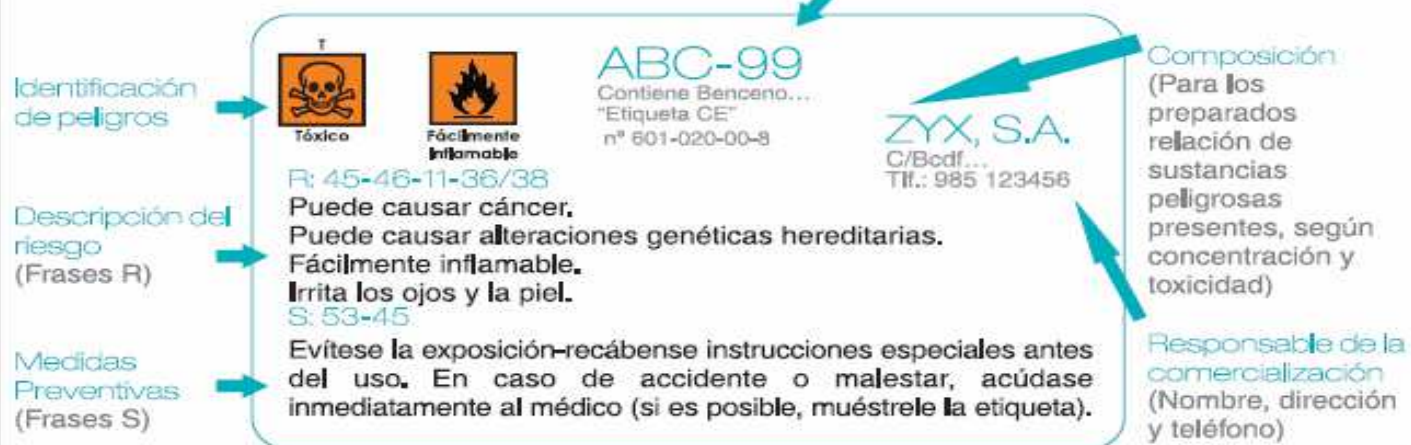 Identificación
de peligros
T
Tóxico
Fácilmente
Inflamable
ABC-99
Contiene Benceno...
"Etiqueta CE"
nº 601-020-00-8
ZYX, S.A.
C/Bcdf...
Tlf.: 985 123456
Composición
(Para los
preparados
relación de
sustancias
peligrosas
presentes, según
concentración y
toxicidad)
Descripción del
riesgo
(Frases R)
R: 45-46-11-36/38
Puede causar cáncer.
Puede causar alteraciones genéticas hereditarias.
Fácilmente inflamable.
Irrita los ojos y la piel.
Medidas
Preventivas
(Frases S)
S: 53-45
Evítese la exposición-recábense instrucciones especiales antes
del uso. En caso de accidente o malestar, acúdase
inmediatamente al médico (si es posible, muéstrele la etiqueta).
Responsable de la
comercialización
(Nombre, dirección
y teléfono)